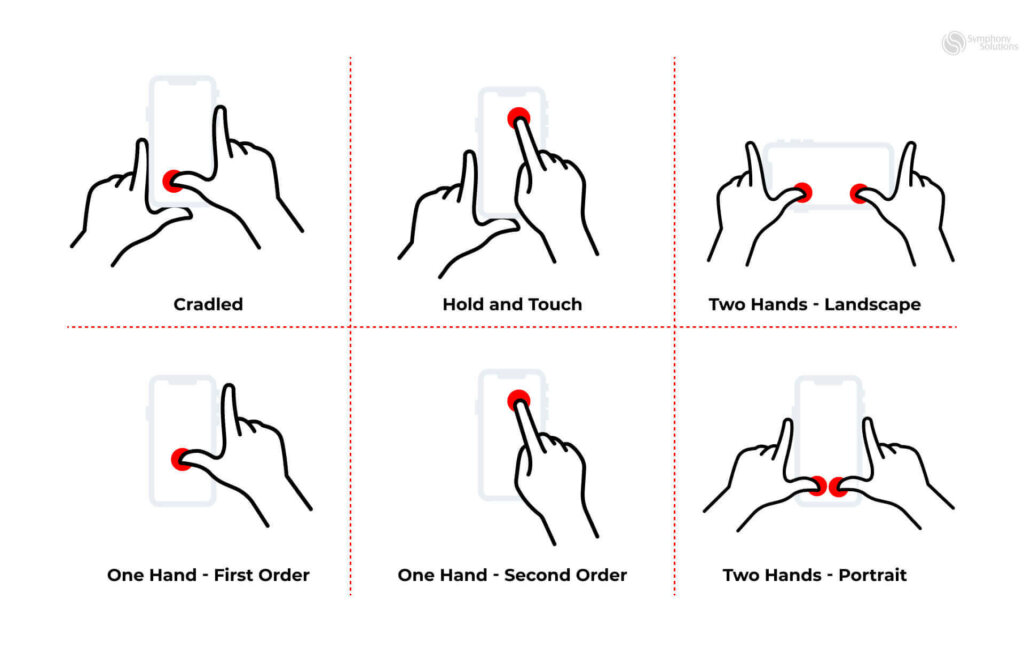 Symphony
Solutions
Cradled
Hold and Touch
Two Hands - Landscape
One Hand - First Order
One Hand - Second Order
Two Hands - Portrait